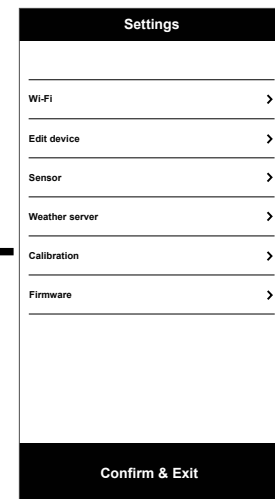 Settings
Wi-Fi
Edit device
Sensor
Weather server
Calibration
Firmware
Confirm & Exit